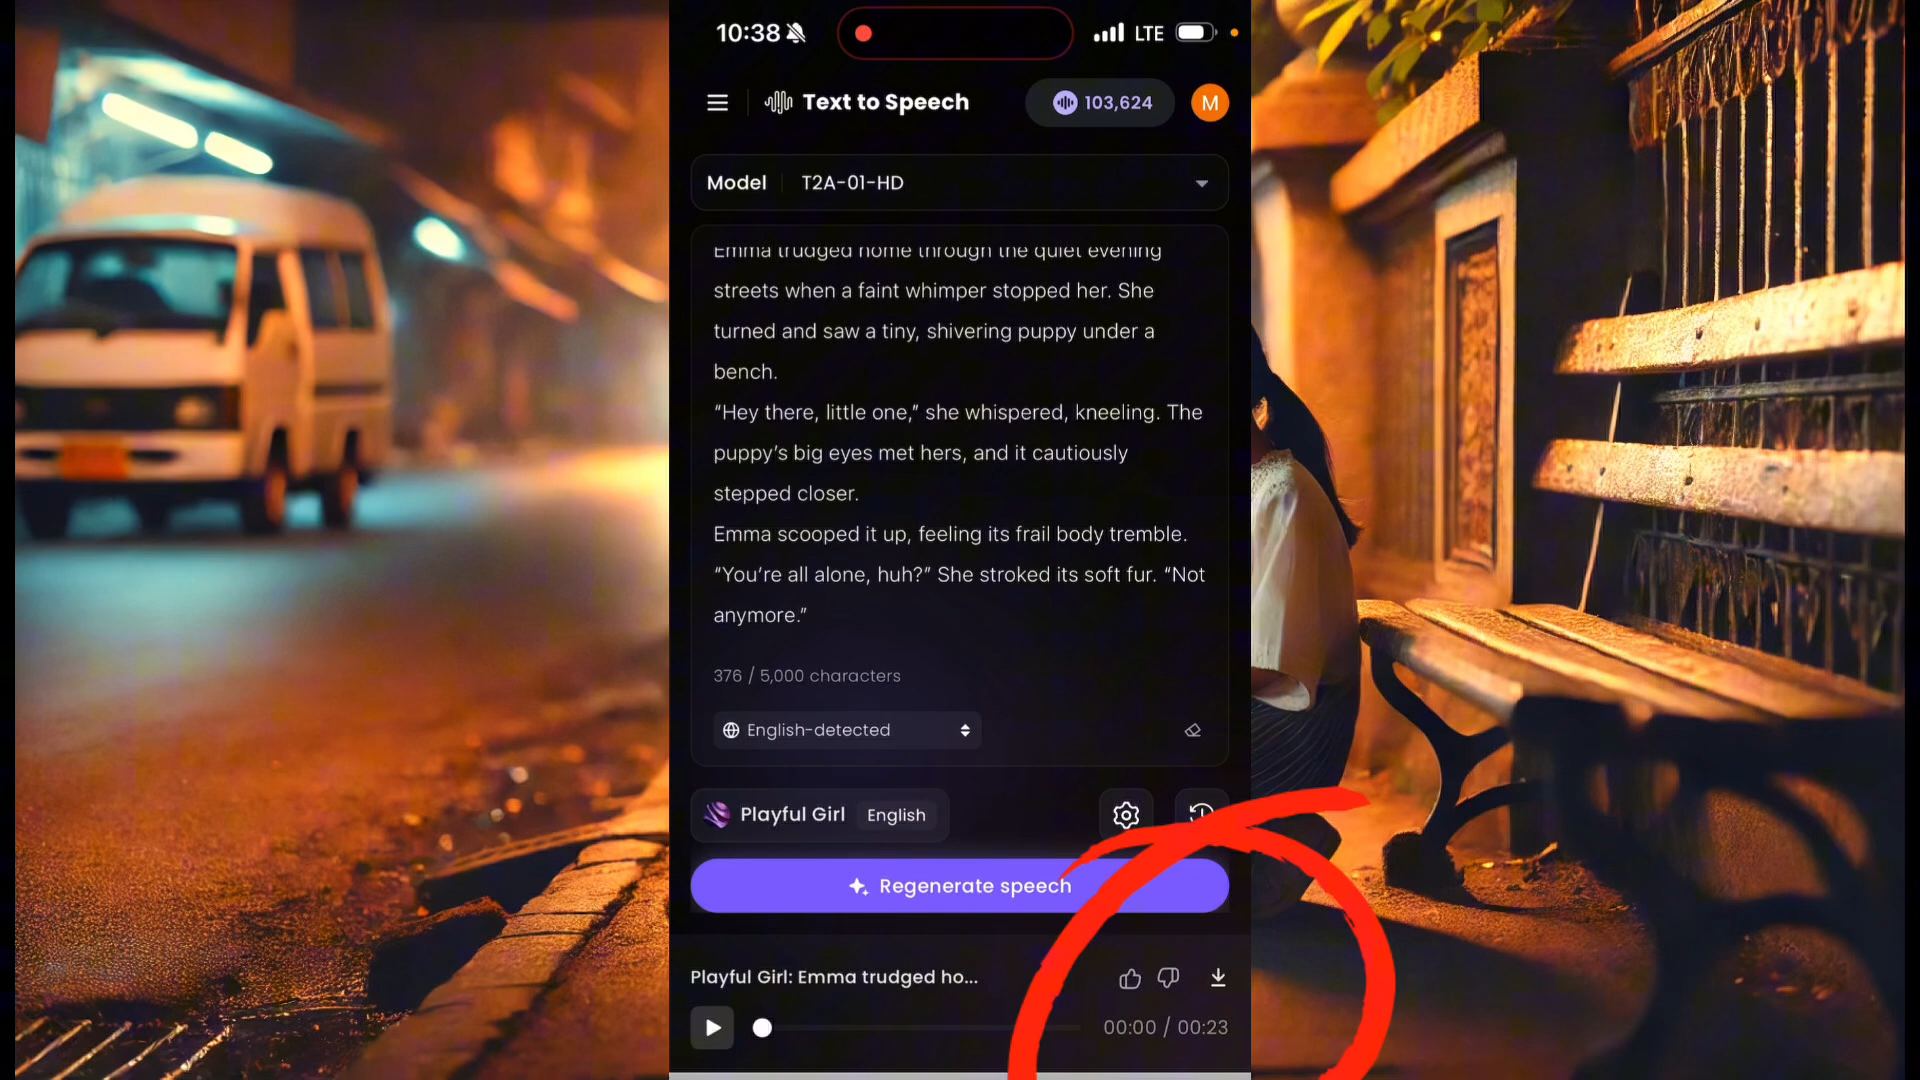 10:38
LTE
Text to Speech
103,624
M
Model
T2A-01-HD
Emma trudged home through the quiet evening
streets when a faint whimper stopped her. She
turned and saw a tiny, shivering puppy under a
bench.
“Hey there, little one,” she whispered, kneeling. The
puppy’s big eyes met hers, and it cautiously
stepped closer.
Emma scooped it up, feeling its frail body tremble.
“You’re all alone, huh?” She stroked its soft fur. “Not
anymore.”
376 / 5,000 characters
English-detected
Playful Girl English
Regenerate speech
Playful Girl: Emma trudged ho...
00:00 / 00:23